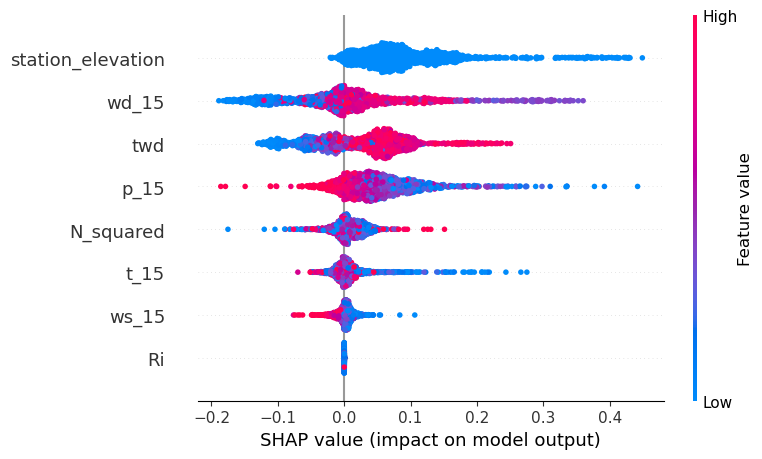 High
station_elevation
wd_15
twd
p_15
N_squared
t_15
ws_15
Ri
Feature value
Low
−0.2 −0.1 0.0 0.1 0.2 0.3 0.4
SHAP value (impact on model output)